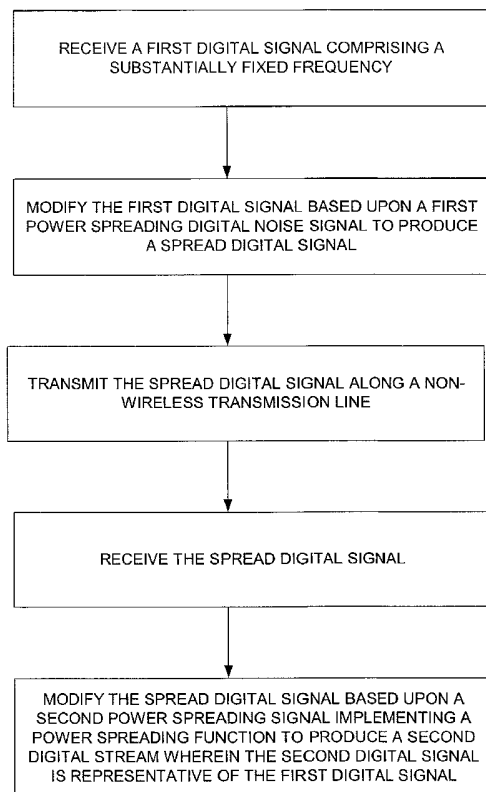 RECEIVE A FIRST DIGITAL SIGNAL COMPRISING A
SUBSTANTIALLY FIXED FREQUENCY
MODIFY THE FIRST DIGITAL SIGNAL BASED UPON A FIRST
POWER SPREADING DIGITAL NOISE SIGNAL TO PRODUCE
A SPREAD DIGITAL SIGNAL
TRANSMIT THE SPREAD DIGITAL SIGNAL ALONG A NON-
WIRELESS TRANSMISSION LINE
RECEIVE THE SPREAD DIGITAL SIGNAL
MODIFY THE SPREAD DIGITAL SIGNAL BASED UPON A
SECOND POWER SPREADING SIGNAL IMPLEMENTING A
POWER SPREADING FUNCTION TO PRODUCE A SECOND
DIGITAL STREAM WHEREIN THE SECOND DIGITAL SIGNAL
IS REPRESENTATIVE OF THE FIRST DIGITAL SIGNAL